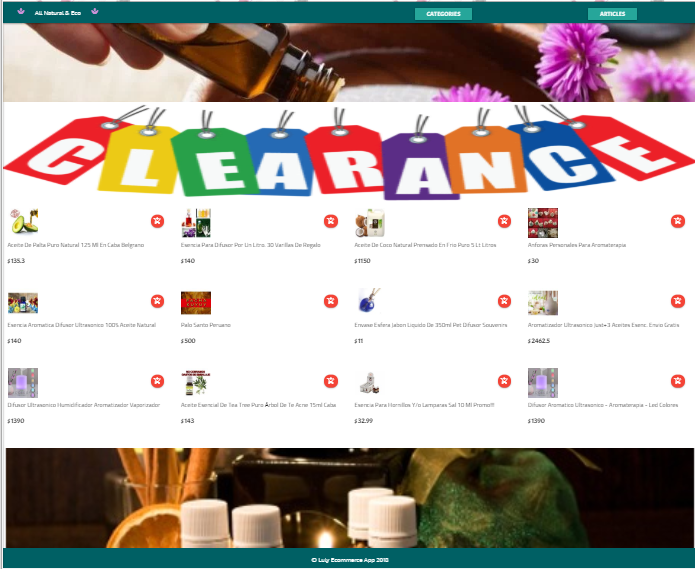 All Natural & Eco
CATEGORIES
ARTICLES
CLEARANCE
Aceite De Palta Puro Natural 125 Ml En Caba Belgrano
$135.3
Esencia Para Difusor Por Un Litro. 30 Varillas De Regalo
$140
Aceite De Coco Natural Prensado En Frio Puro 5 Lt Litros
$1150
Anforas Personales Para Aromaterapia
$30
Esencia Aromatica Difusor Ultrasonico 100% Aceite Natural
$140
Palo Santo Peruano
$500
Envase Esfera Jabon Liquido De 350ml Pet Difusor Souvenirs
$11
Aromatizador Ultrasonico Just+3 Aceites Esenc. Envio Gratis
$2462.5
Difusor Ultrasonico Humidificador Aromatizador Vaporizador
$1390
Aceite Esencial De Tea Tree Puro Árbol De Te Acne 15ml Caba
$143
Esencia Para Hornillos Y/o Lamparas Sal 10 Ml Promo!!!
$32.99
Difusor Aromatico Ultrasonico - Aromaterapia - Led Colores
$1390
© Luly Ecommerce App 2018